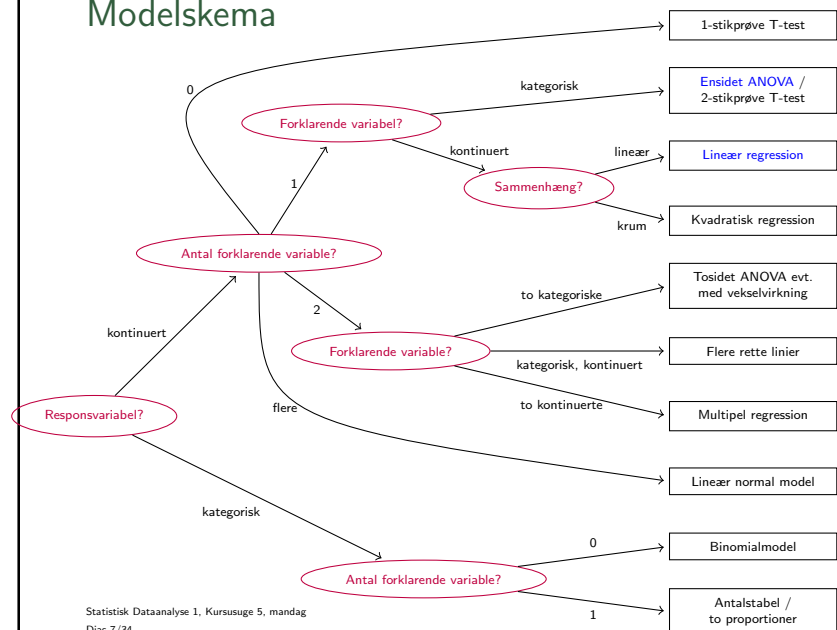 Modelskema
1-stikprøve T-test
0
kategorisk
Ensidet ANOVA /
2-stikprøve T-test
Forklarende variabel?
kontinuert
lineær
Lineær regression
1
Sammenhæng?
krum
Kvadratisk regression
Antal forklarende variable?
Tosidet ANOVA evt.
med vekselvirkning
to kategoriske
2
kontinuert
Forklarende variable?
kategorisk, kontinuert
Flere rette linier
to kontinuerte
flere
Multipel regression
Responsvariabel?
Lineær normal model
kategorisk
0
Binomialmodel
Antal forklarende variable?
1
Antalstabel /
to proportioner
Statistisk Dataanalyse 1, Kursusuge 5, mandag
Dias 7/34